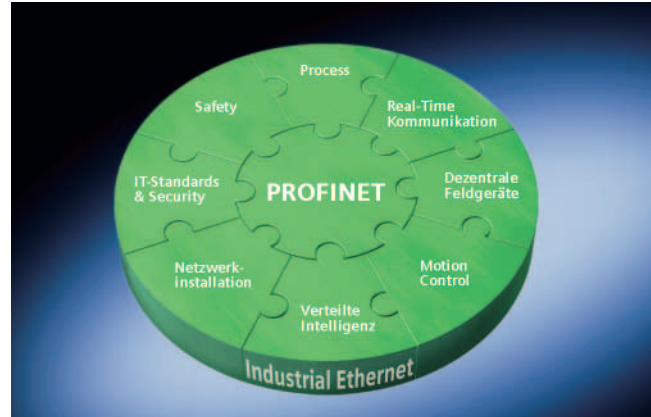 Process
Real-Time
Kommunikation
Safety
IT-Standards
& Security
PROFINET
Dezentrale
Feldgeräte
Netzwerk-
installation
Motion
Control
Verteilte
Intelligenz
Industrial Ethernet